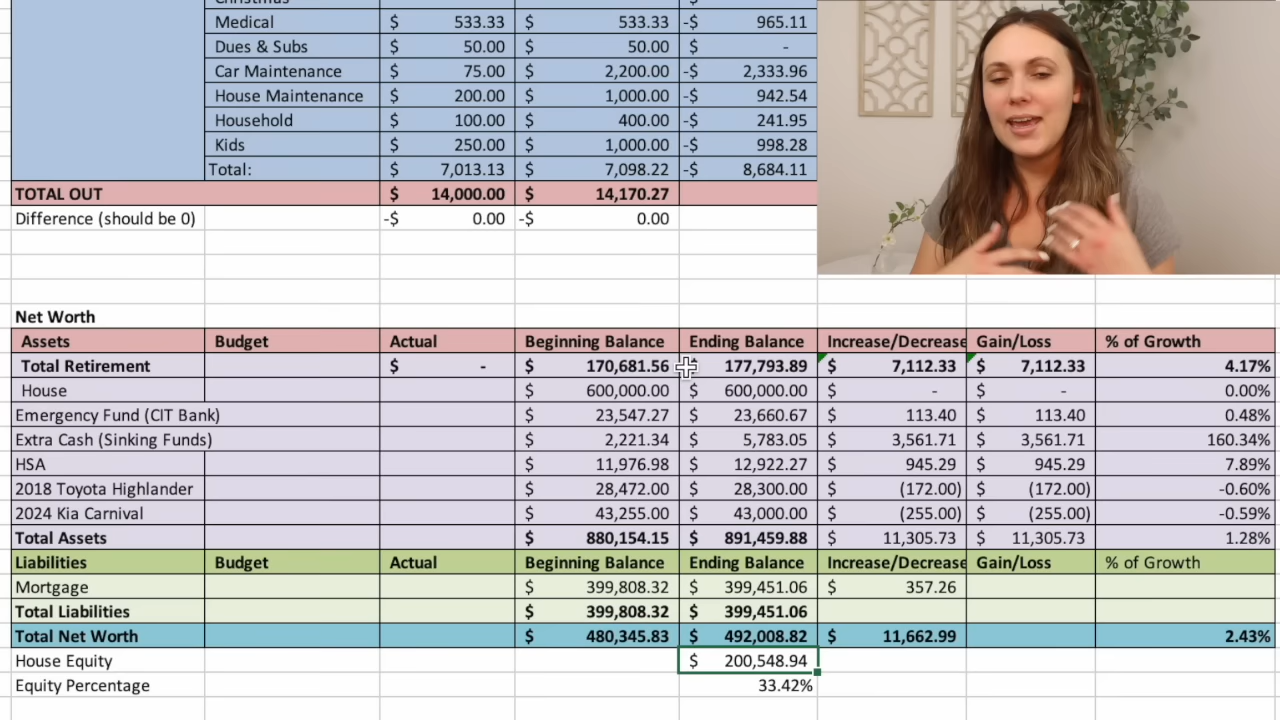 Medical $ 533.33 $ 533.33 -$ 965.11
Dues & Subs $ 50.00 $ 50.00 $ -
Car Maintenance $ 75.00 $ 2,200.00 -$ 2,333.96
House Maintenance $ 200.00 $ 1,000.00 -$ 942.54
Household $ 100.00 $ 400.00 -$ 241.95
Kids $ 250.00 $ 1,000.00 -$ 998.28
Total: $ 7,013.13 $ 7,098.22 -$ 8,684.11
TOTAL OUT $ 14,000.00 $ 14,170.27
Difference (should be 0) -$ 0.00 -$ 0.00
Net Worth
Assets Budget Actual Beginning Balance Ending Balance Increase/Decrease Gain/Loss % of Growth
Total Retirement $ - $ 170,681.56 177,793.89 $ 7,112.33 $ 7,112.33 4.17%
House $ 600,000.00 $ 600,000.00 $ - $ - 0.00%
Emergency Fund (CIT Bank) $ 23,547.27 $ 23,660.67 $ 113.40 $ 113.40 0.48%
Extra Cash (Sinking Funds) $ 2,221.34 $ 5,783.05 $ 3,561.71 $ 3,561.71 160.34%
HSA $ 11,976.98 $ 12,922.27 $ 945.29 $ 945.29 7.89%
2018 Toyota Highlander $ 28,472.00 $ 28,300.00 $ (172.00) $ (172.00) -0.60%
2024 Kia Carnival $ 43,255.00 $ 43,000.00 $ (255.00) $ (255.00) -0.59%
Total Assets $ 880,154.15 $ 891,459.88 $ 11,305.73 $ 11,305.73 1.28%
Liabilities Budget Actual Beginning Balance Ending Balance Increase/Decrease Gain/Loss % of Growth
Mortgage $ 399,808.32 $ 399,451.06 $ 357.26
Total Liabilities $ 399,808.32 $ 399,451.06
Total Net Worth $ 480,345.83 $ 492,008.82 $ 11,662.99 2.43%
House Equity $ 200,548.94
Equity Percentage 33.42%